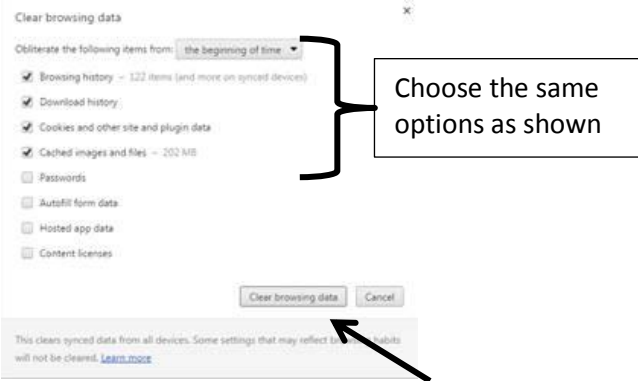 Clear browsing data
×
Obliterate the following items from: the beginning of time
Browsing history – 122 items (and more on synced devices)
Download history
Cookies and other site and plugin data
Cached images and files – 202 MB
Passwords
Autofill form data
Hosted app data
Content licenses
Choose the same
options as shown
Clear browsing data Cancel
This clears synced data from all devices. Some settings that may reflect browsing habits
will not be cleared. Learn more